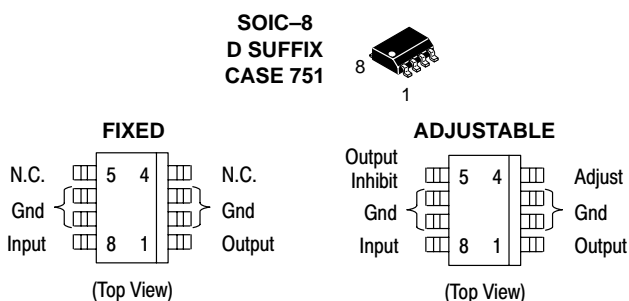 SOIC–8
D SUFFIX
CASE 751
8
1
FIXED
N.C. 5 4 N.C.
Gnd Gnd
Input 8 1 Output
(Top View)
ADJUSTABLE
Output
Inhibit 5 4 Adjust
Gnd Gnd
Input 8 1 Output
(Top View)